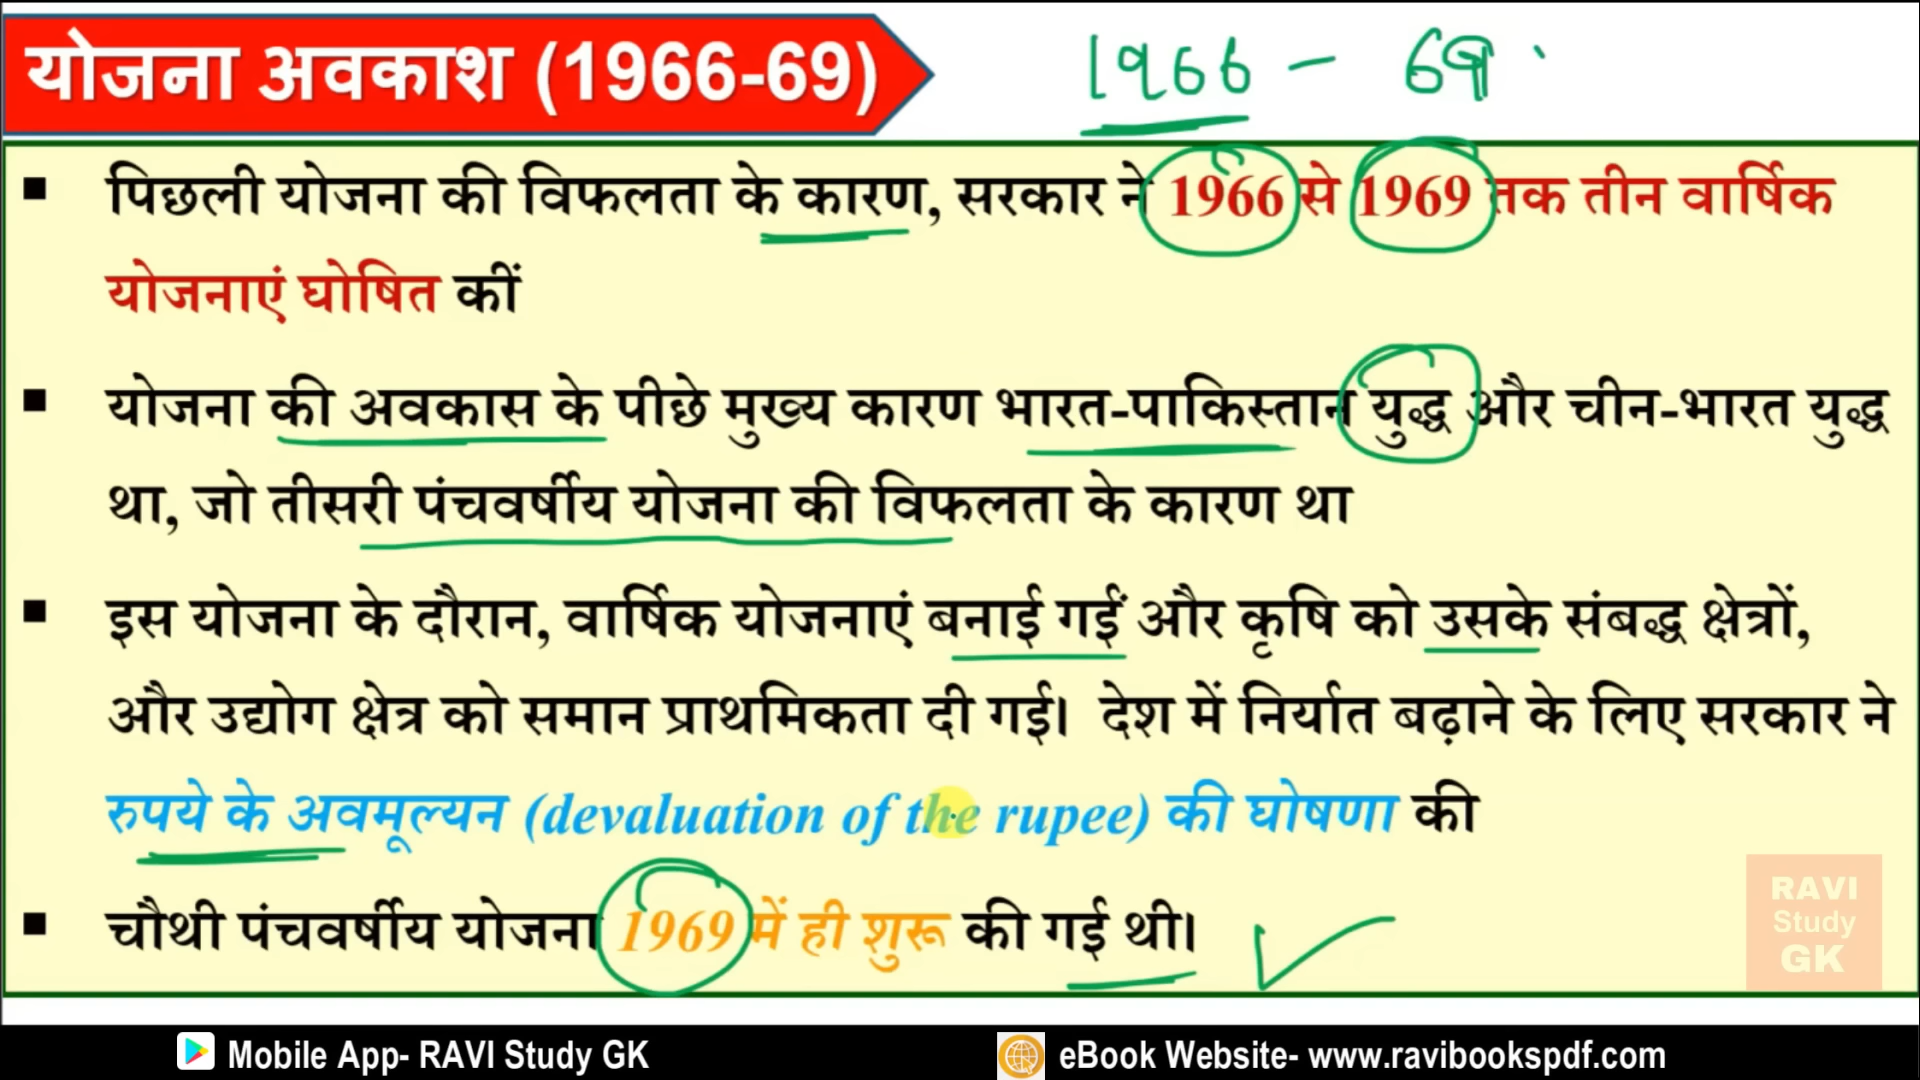 योजना अवकाश (1966-69)
1966 - 69
पिछली योजना की विफलता के कारण, सरकार ने 1966 से 1969 तक तीन वार्षिक
योजनाएं घोषित कीं
योजना की अवकास के पीछे मुख्य कारण भारत-पाकिस्तान युद्ध और चीन-भारत युद्ध
था, जो तीसरी पंचवर्षीय योजना की विफलता के कारण था
इस योजना के दौरान, वार्षिक योजनाएं बनाई गईं और कृषि को उसके संबद्ध क्षेत्रों,
और उद्योग क्षेत्र को समान प्राथमिकता दी गई। देश में निर्यात बढ़ाने के लिए सरकार ने
रुपये के अवमूल्यन (devaluation of the rupee) की घोषणा की
चौथी पंचवर्षीय योजना 1969 में ही शुरू की गई थी।
RAVI
Study
GK
Mobile App- RAVI Study GK
eBook Website- www.ravibookspdf.com